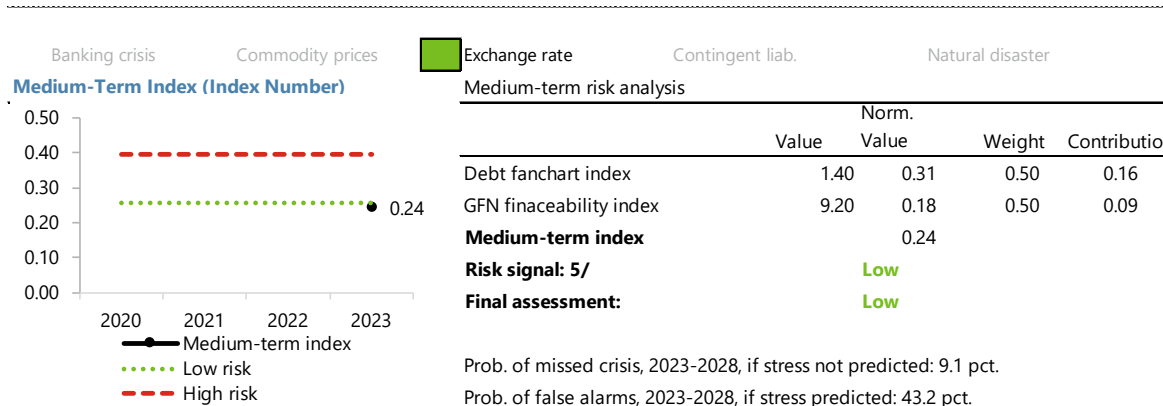 Banking crisis Commodity prices Exchange rate Contingent liab. Natural disaster
Medium-Term Index (Index Number)
0.50
0.40
0.30
0.20
0.10
0.00
0.24
2020 2021 2022 2023
Medium-term index
Low risk
High risk
Medium-term risk analysis
Value Norm. Value Weight Contributio
Debt fanchart index 1.40 0.31 0.50 0.16
GFN finaceability index 9.20 0.18 0.50 0.09
Medium-term index 0.24
Risk signal: 5/ Low
Final assessment: Low
Prob. of missed crisis, 2023-2028, if stress not predicted: 9.1 pct.
Prob. of false alarms, 2023-2028, if stress predicted: 43.2 pct.